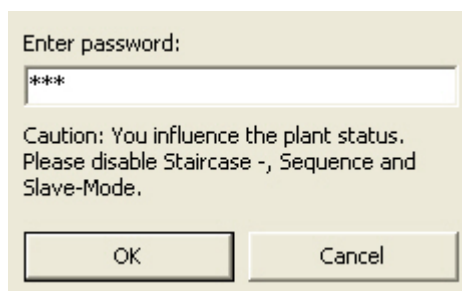 Enter password:
***
Caution: You influence the plant status.
Please disable Staircase -, Sequence and
Slave-Mode.
OK
Cancel